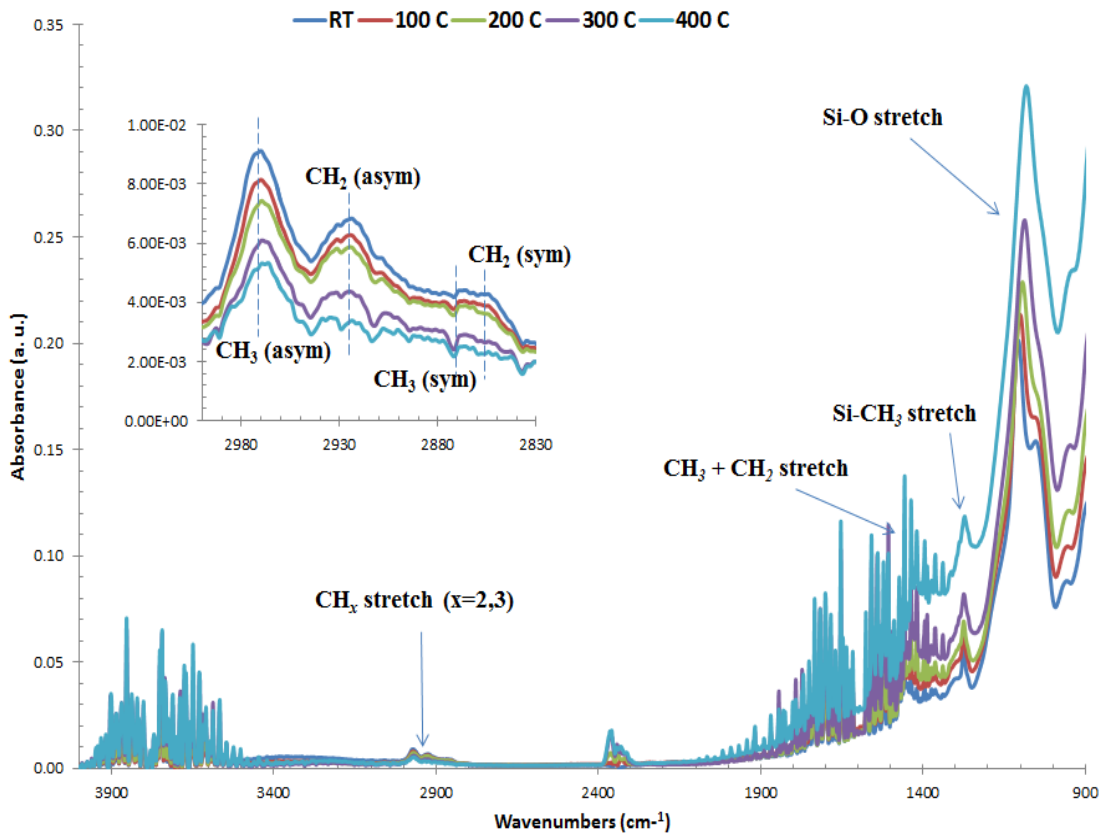 RT 100 C 200 C 300 C 400 C
0.35
0.30
0.25
0.20
0.15
0.10
0.05
0.00
Absorbance (a. u.)
1.00E-02
8.00E-03
6.00E-03
4.00E-03
2.00E-03
0.00E+00
2980 2930 2880 2830
CH2 (asym)
CH2 (sym)
CH3 (asym)
CH3 (sym)
Si-O stretch
Si-CH3 stretch
CH3 + CH2 stretch
CHx stretch (x=2,3)
3900 3400 2900 2400 1900 1400 900
Wavenumbers (cm-1)